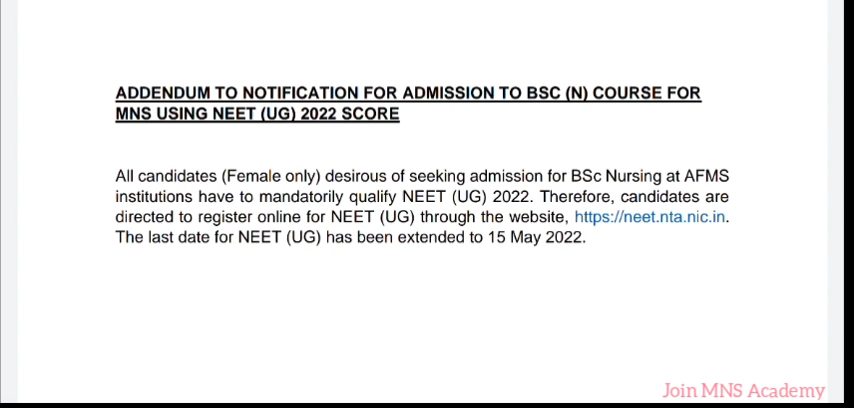 ADDENDUM TO NOTIFICATION FOR ADMISSION TO BSC (N) COURSE FOR
MNS USING NEET (UG) 2022 SCORE
All candidates (Female only) desirous of seeking admission for BSc Nursing at AFMS
institutions have to mandatorily qualify NEET (UG) 2022. Therefore, candidates are
directed to register online for NEET (UG) through the website, https://neet.nta.nic.in.
The last date for NEET (UG) has been extended to 15 May 2022.
Join MNS Academy